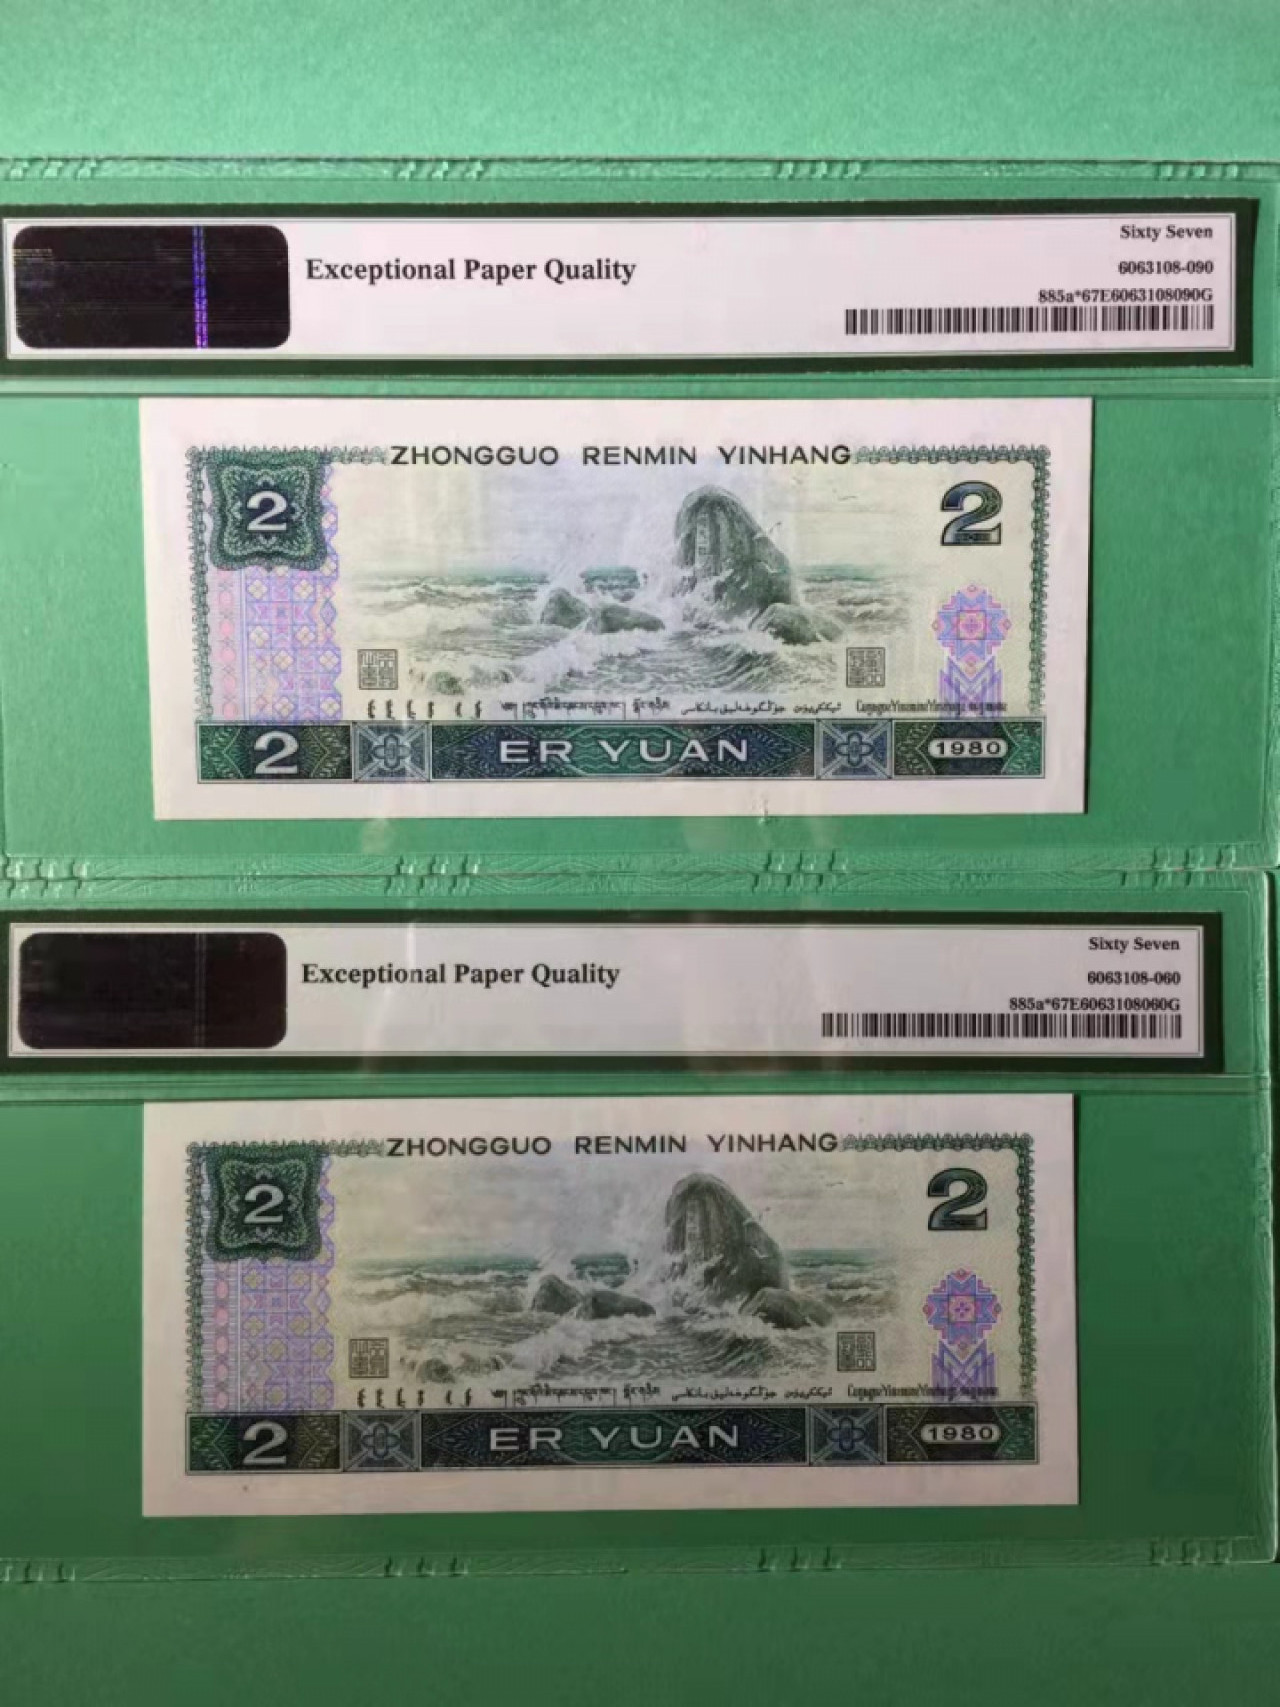 Sixty Seven
Exceptional Paper Quality
6063108-090
885a*67E6063108090G
ZHONGGUO RENMIN YINHANG
2
2
2 ER YUAN 1980
Sixty Seven
Exceptional Paper Quality
6063108-060
885a*67E6063108060G
ZHONGGUO RENMIN YINHANG
2
2
2 ER YUAN 1980